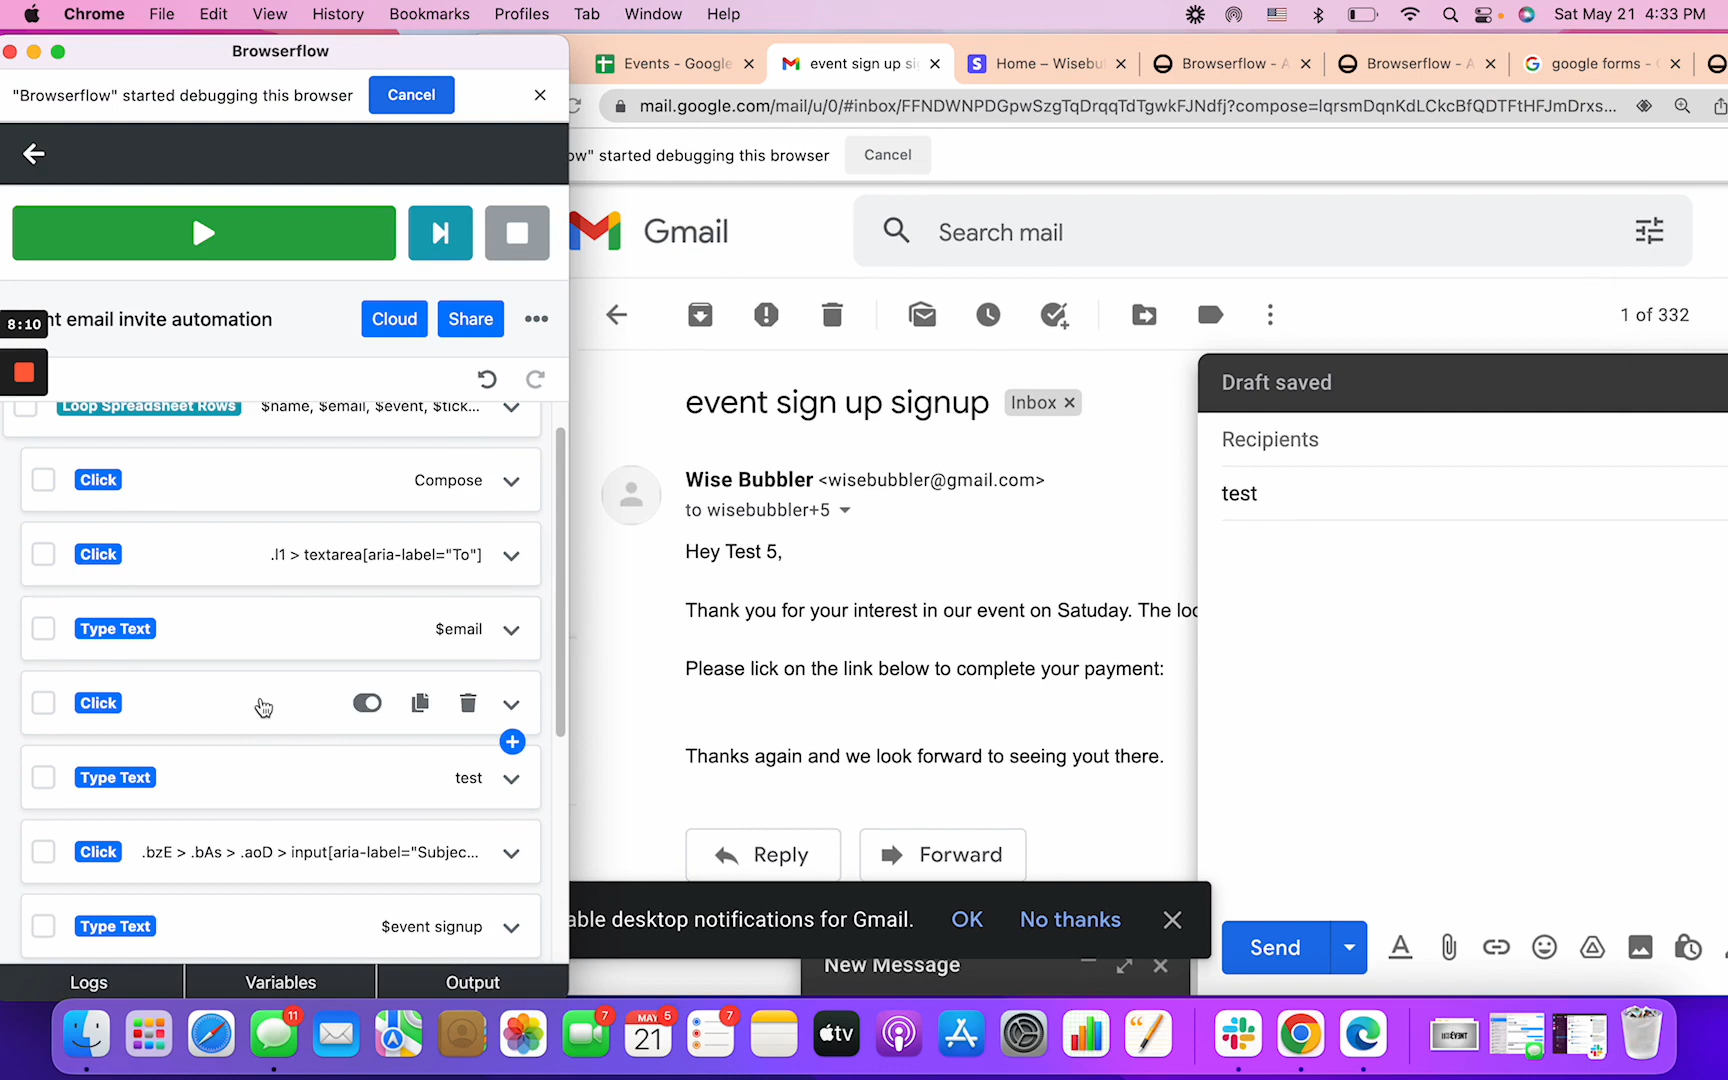 Chrome File Edit View History Bookmarks Profiles Tab Window Help Sat May 21 4:33 PM
Browserflow
Events - Google
event sign up si
Home – Wisebu
Browserflow - A
Browserflow - A
google forms -
"Browserflow" started debugging this browser Cancel
mail.google.com/mail/u/0/#inbox/FFNDWNPDGpwSzgTqDrqqTdTgwkFJNdfj?compose=lqrsmDqnKdLCkcBfQDTFtHFJmDrxs...
ow" started debugging this browser Cancel
Gmail
Search mail
8:10
nt email invite automation Cloud Share
1 of 332
Loop Spreadsheet Rows $name, $email, $event, $tick...
Click Compose
Click .l1 > textarea[aria-label="To"]
Type Text $email
Click
Type Text test
Click .bzE > .bAs > .aoD > input[aria-label="Subjec...
Type Text $event signup
Logs Variables Output
event sign up signup Inbox
Wise Bubbler <wisebubbler@gmail.com>
to wisebubbler+5
Hey Test 5,
Thank you for your interest in our event on Satuday. The loc
Please lick on the link below to complete your payment:
Thanks again and we look forward to seeing yout there.
Reply Forward
able desktop notifications for Gmail. OK No thanks
New Message
Draft saved
Recipients
test
Send
11
7
MAY 5
21
7
tv